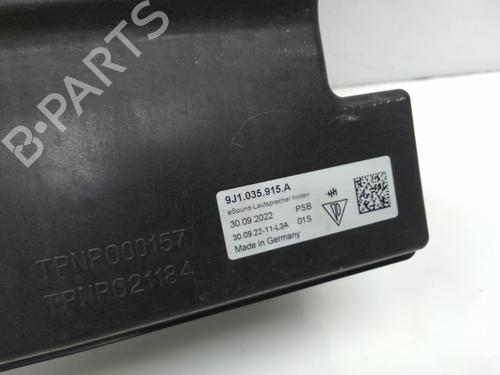 B-PARTS
9J1.035.915.A
eSound-Lautsprecher hinten
30.09.2022 PSB
30.09.22-11-L3A 01S
Made in Germany
TPNP000157
TPNP021184